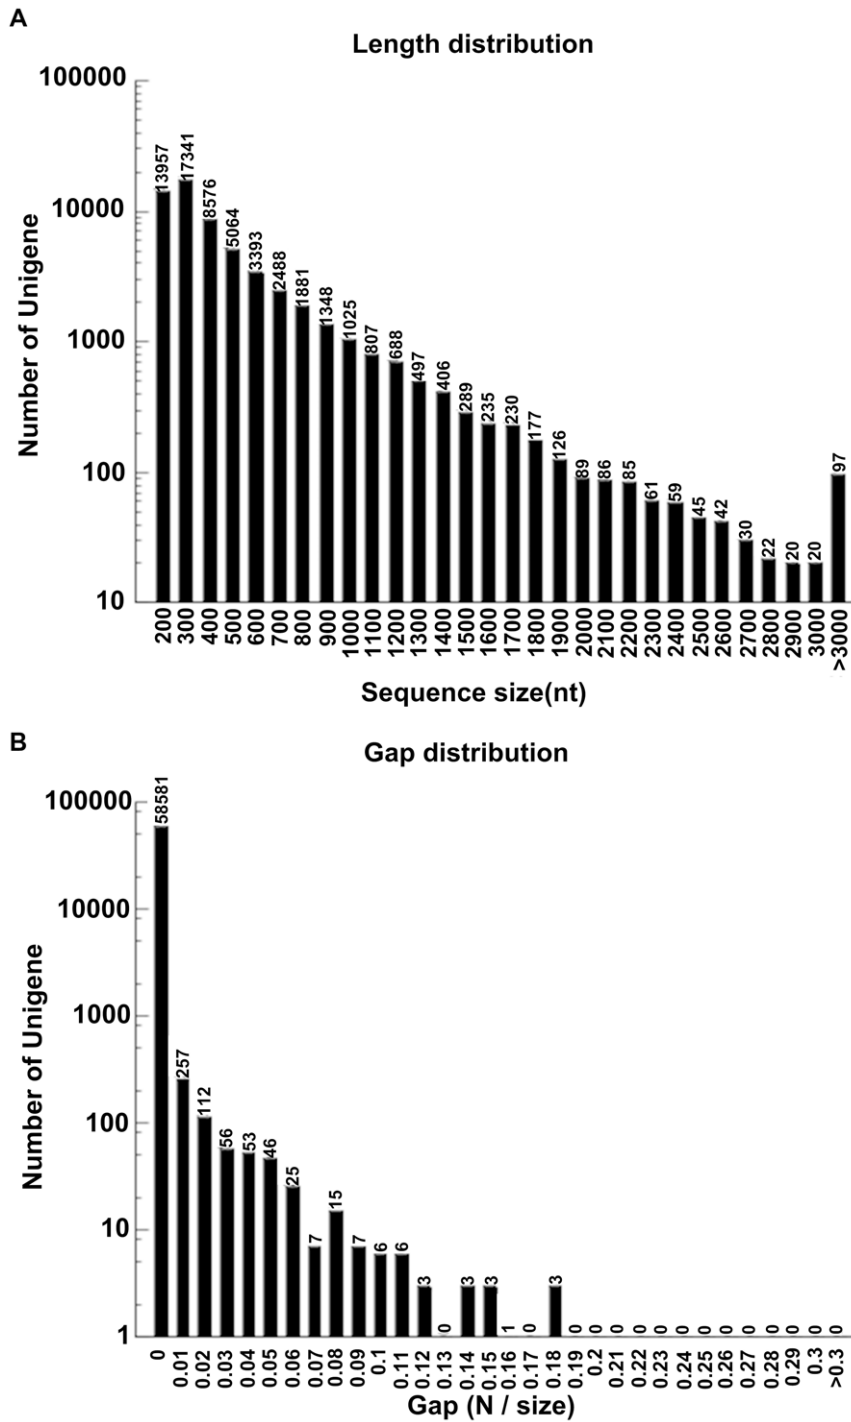 A
Length distribution
Number of Unigene
100000
10000
1000
100
10
13957 17341 8576 5064 3393 2488 1881 1348 1025 807 688 497 406 289 235 230 177 126 89 86 85 61 59 45 42 30 22 20 20 97
200 300 400 500 600 700 800 900 1000 1100 1200 1300 1400 1500 1600 1700 1800 1900 2000 2100 2200 2300 2400 2500 2600 2700 2800 2900 3000 >3000
Sequence size(nt)
B
Gap distribution
Number of Unigene
100000
10000
1000
100
10
1
58581 257 112 56 53 46 25 7 15 7 6 6 3 0 3 3 1 0 3 0 0 0 0 0 0 0 0 0 0 0 0 0
0 0.01 0.02 0.03 0.04 0.05 0.06 0.07 0.08 0.09 0.1 0.11 0.12 0.13 0.14 0.15 0.16 0.17 0.18 0.19 0.2 0.21 0.22 0.23 0.24 0.25 0.26 0.27 0.28 0.29 0.3 >0.3
Gap (N / size)